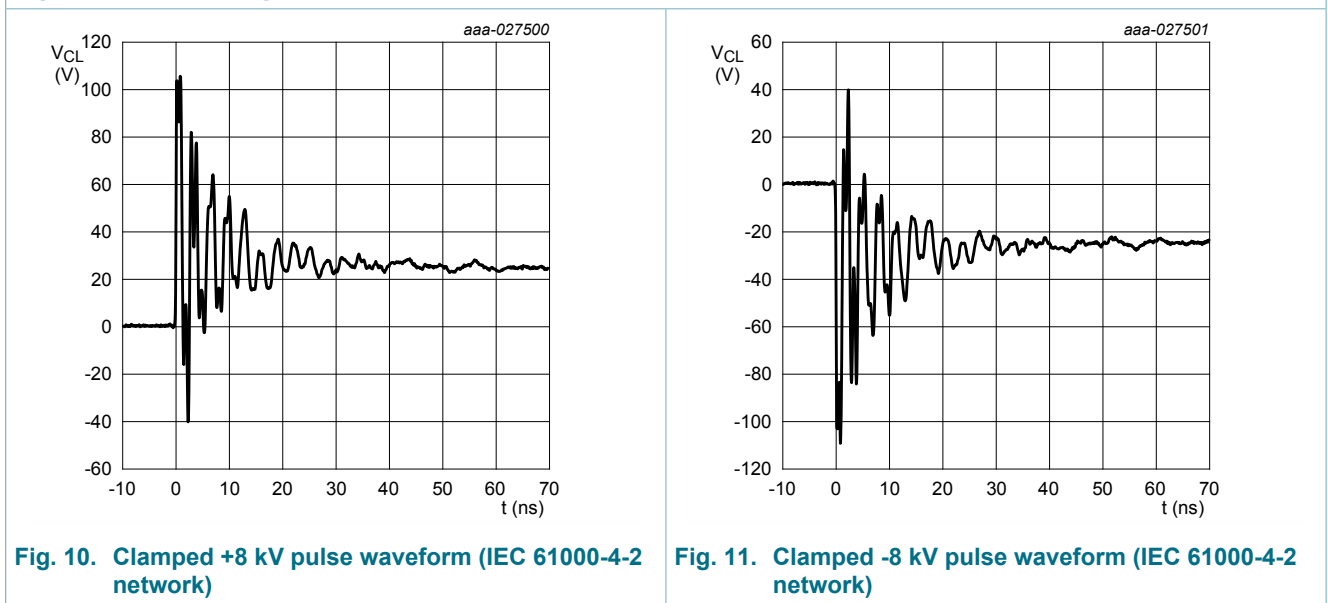 aaa-027500
VCL
(V)
120
100
80
60
40
20
0
-20
-40
-60
-10 0 10 20 30 40 50 60 70
t (ns)
Fig. 10. Clamped +8 kV pulse waveform (IEC 61000-4-2
network)
aaa-027501
VCL
(V)
60
40
20
0
-20
-40
-60
-80
-100
-120
-10 0 10 20 30 40 50 60 70
t (ns)
Fig. 11. Clamped -8 kV pulse waveform (IEC 61000-4-2
network)